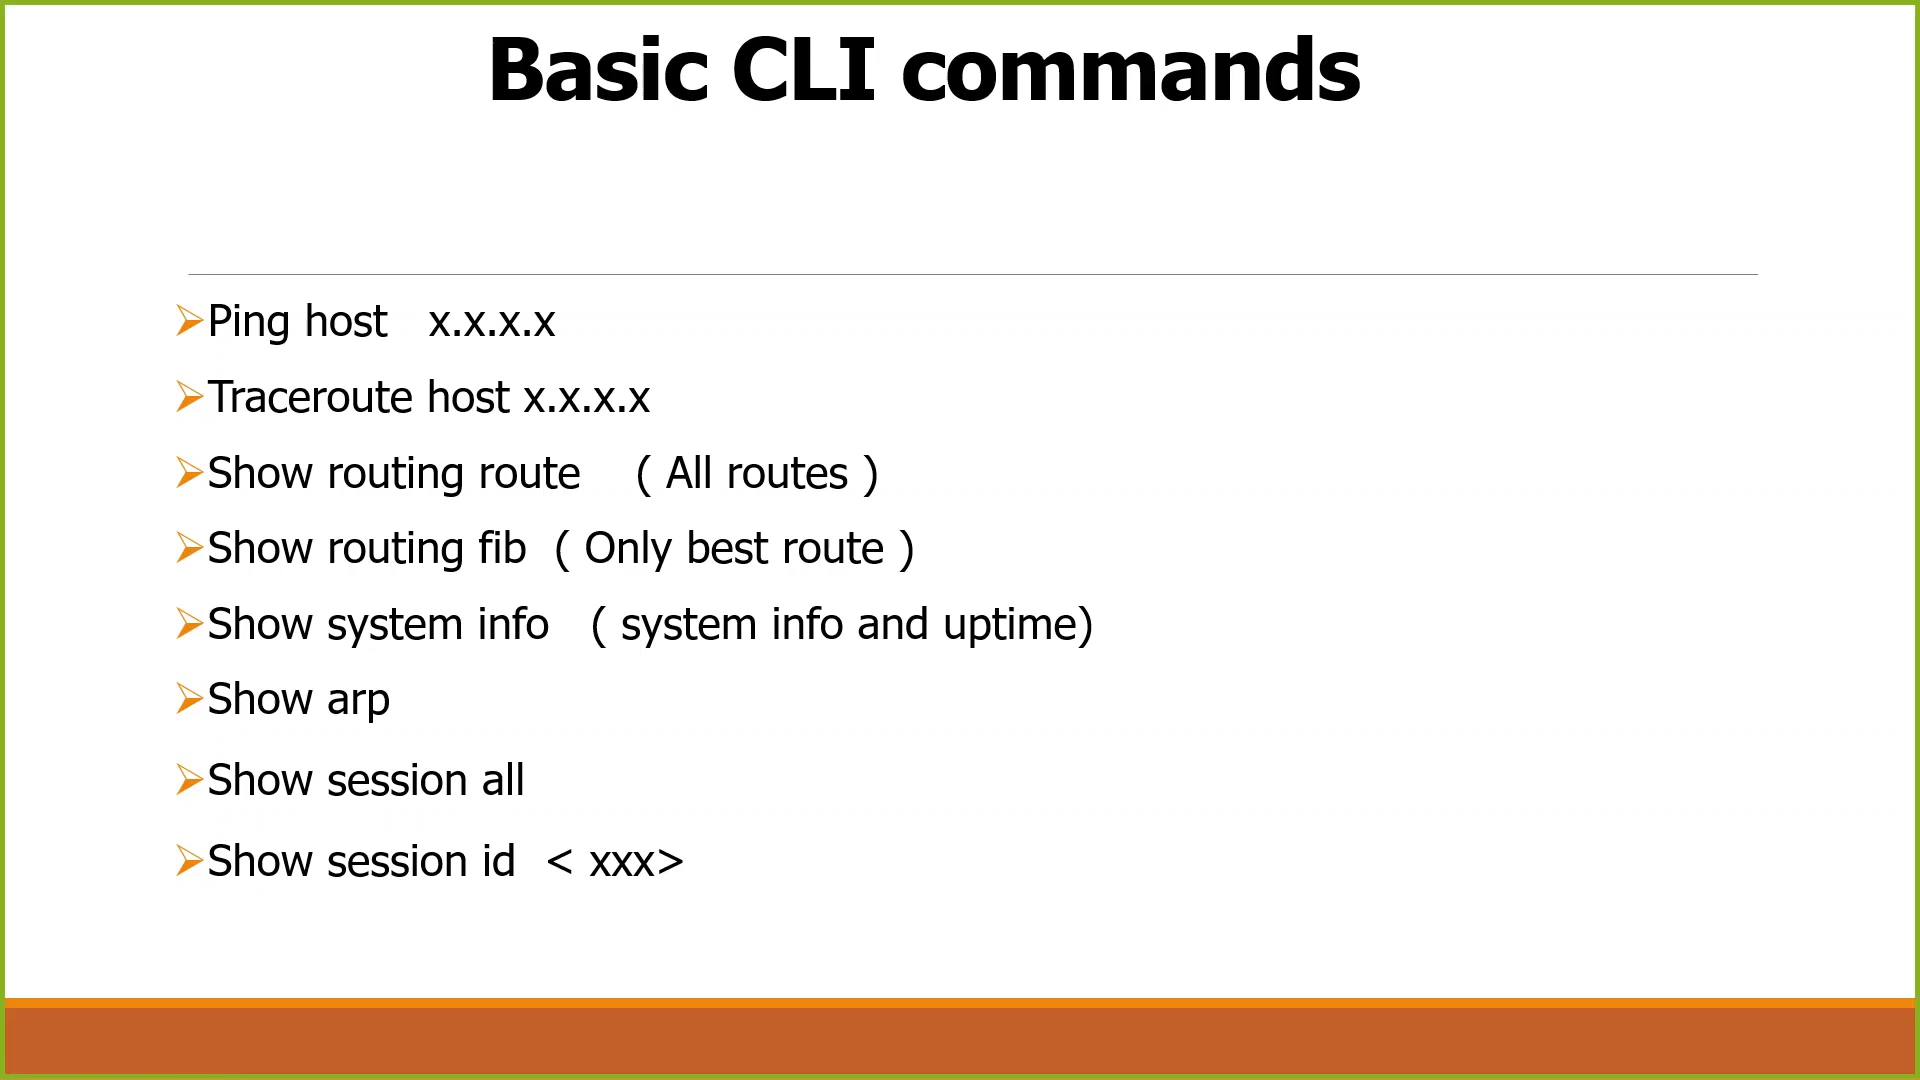 Basic CLI commands
Ping host x.x.x.x
Traceroute host x.x.x.x
Show routing route ( All routes )
Show routing fib ( Only best route )
Show system info ( system info and uptime)
Show arp
Show session all
Show session id < xxx>